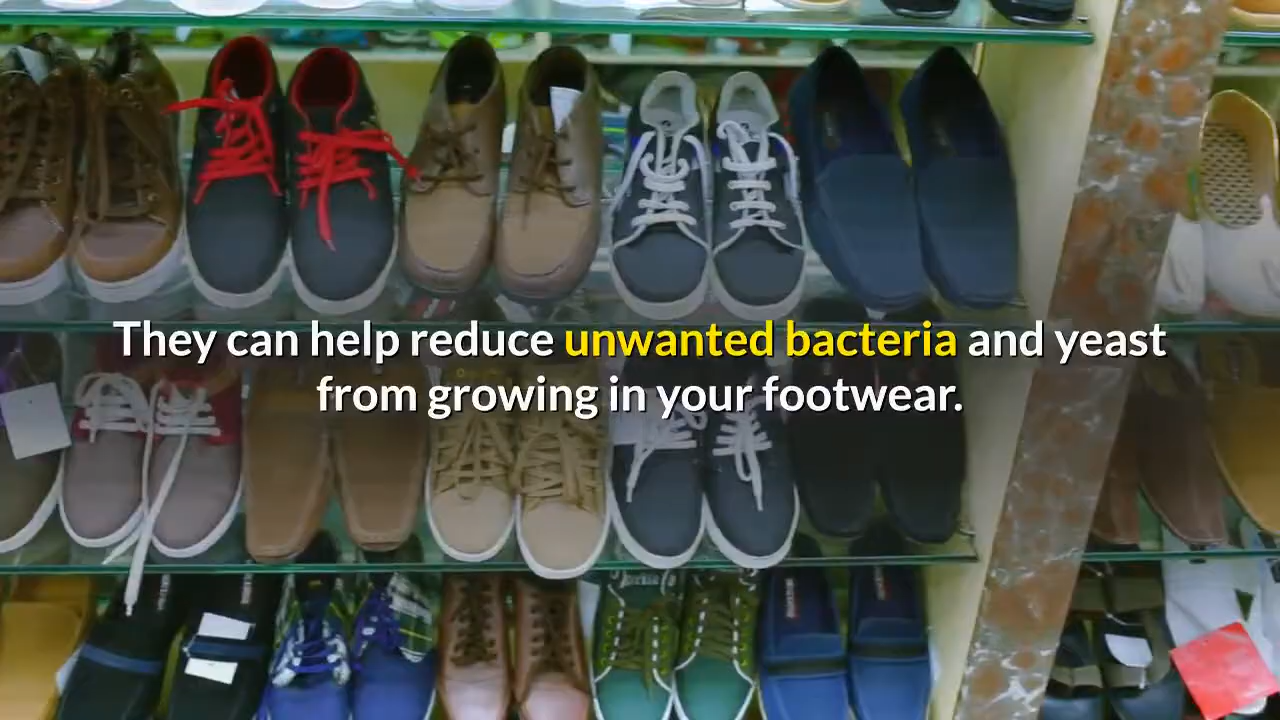 They can help reduce unwanted bacteria and yeast
from growing in your footwear.